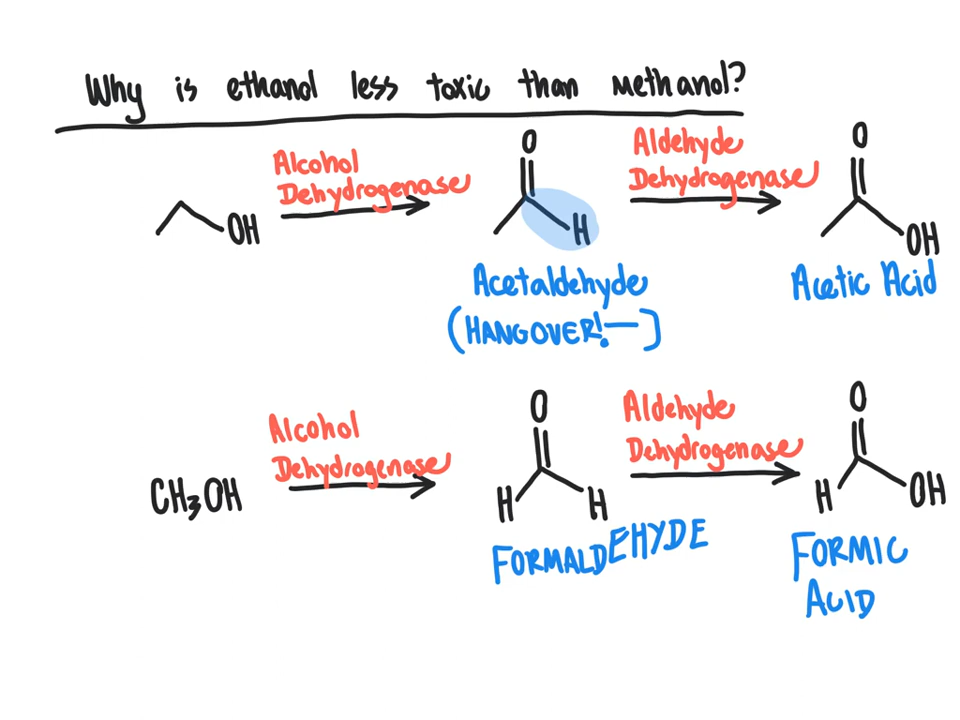 Why is ethanol less toxic than methanol?
Alcohol
Dehydrogenase
O
Aldehyde
Dehydrogenase
O
OH
H
OH
Acetaldehyde
(HANGOVER!—)
Acetic Acid
Alcohol
Dehydrogenase
O
Aldehyde
Dehydrogenase
O
CH₃OH
H
H
H
OH
FORMALDEHYDE
FORMIC
ACID